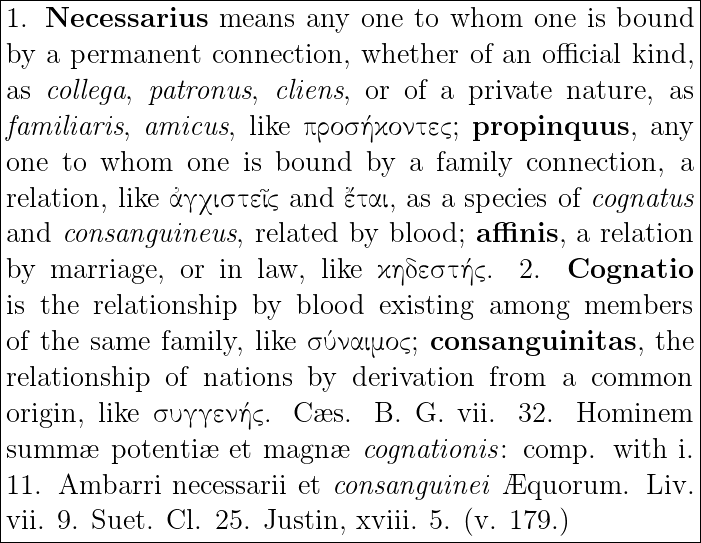 1. Necessarius means any one to whom one is bound
by a permanent connection, whether of an official kind,
as collega, patronus, cliens, or of a private nature, as
familiaris, amicus, like προσήκοντες; propinquus, any
one to whom one is bound by a family connection, a
relation, like ἀγχιστεῖς and ἔται, as a species of cognatus
and consanguineus, related by blood; affinis, a relation
by marriage, or in law, like κηδεστής. 2. Cognatio
is the relationship by blood existing among members
of the same family, like σύναιμος; consanguinitas, the
relationship of nations by derivation from a common
origin, like συγγενής. Cæs. B. G. vii. 32. Hominem
summæ potentiæ et magnæ cognationis: comp. with i.
11. Ambarri necessarii et consanguinei Æquorum. Liv.
vii. 9. Suet. Cl. 25. Justin, xviii. 5. (v. 179.)